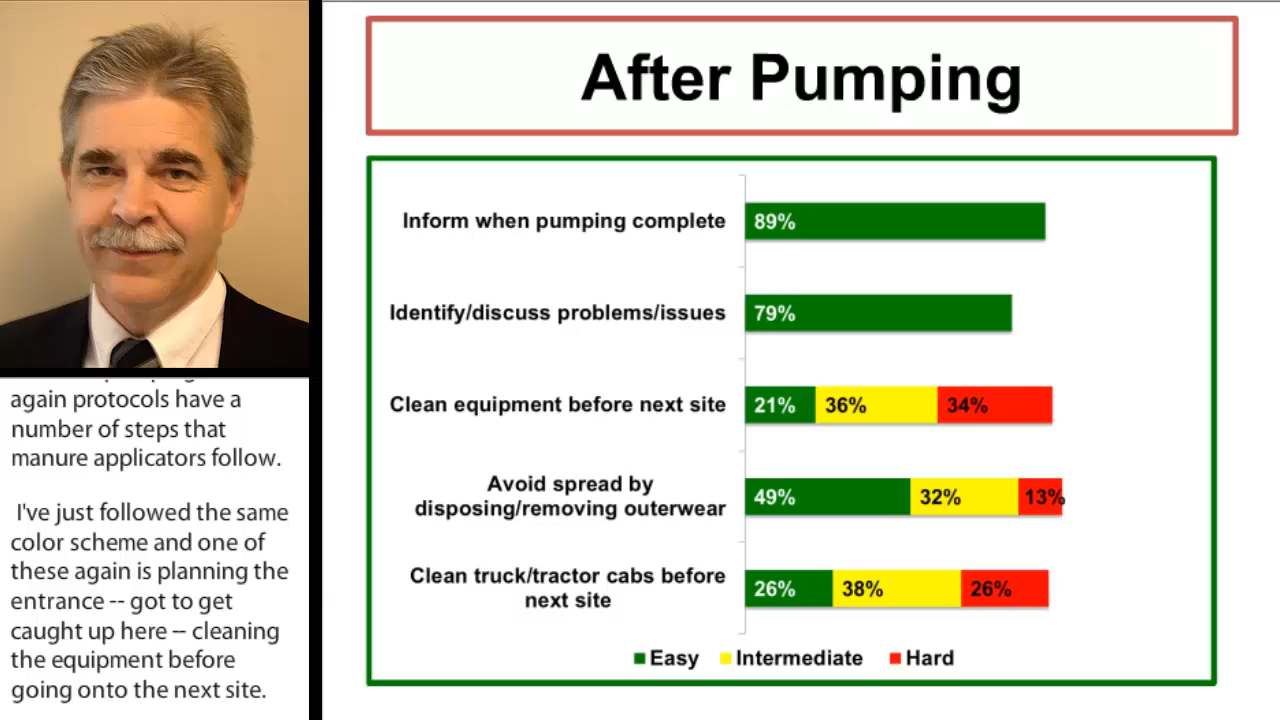 After Pumping
Inform when pumping complete
89%
Identify/discuss problems/issues
79%
Clean equipment before next site
21% 36% 34%
Avoid spread by
disposing/removing outerwear
49% 32% 13%
Clean truck/tractor cabs before
next site
26% 38% 26%
Easy Intermediate Hard
again protocols have a
number of steps that
manure applicators follow.
I've just followed the same
color scheme and one of
these again is planning the
entrance -- got to get
caught up here -- cleaning
the equipment before
going onto the next site.